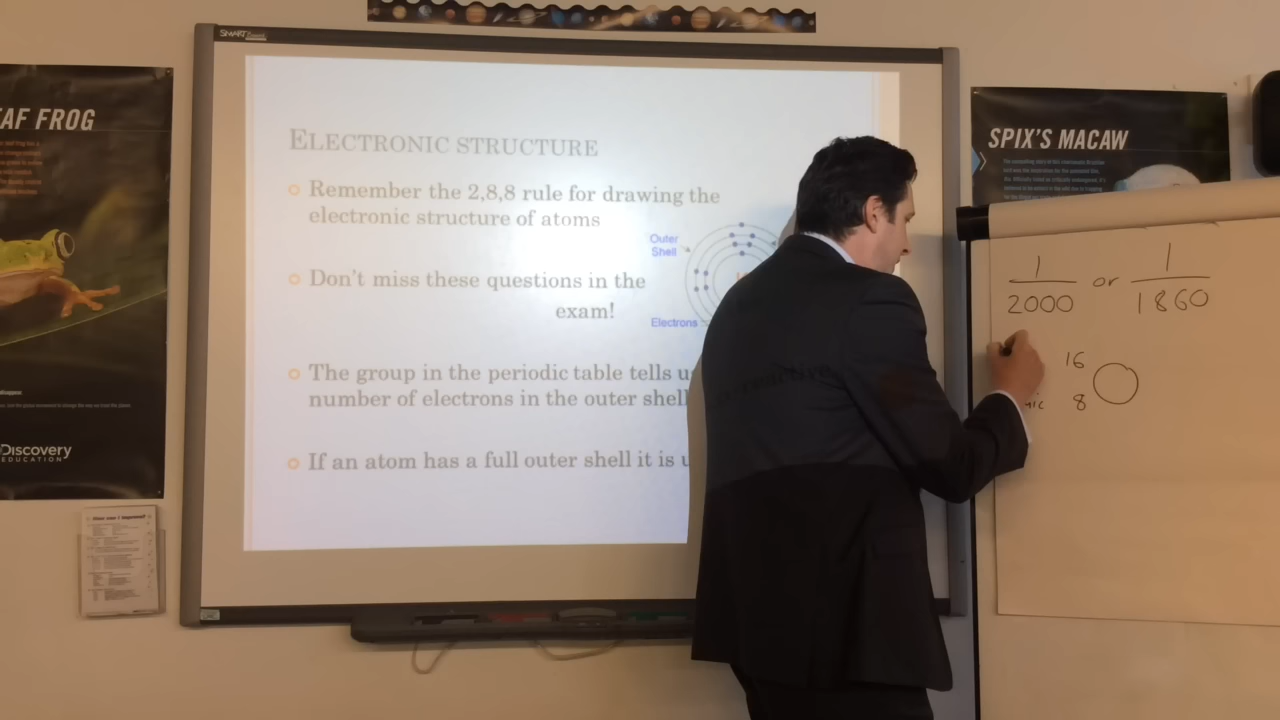 SMART Board
AF FROG
Discovery
EDUCATION
ELECTRONIC STRUCTURE
Remember the 2,8,8 rule for drawing the
electronic structure of atoms
Don't miss these questions in the
exam!
Outer
Shell
Electrons
The group in the periodic table tells us
number of electrons in the outer shell
If an atom has a full outer shell it is u
SPIX'S MACAW
1 or 1
2000 1860
16
8 O